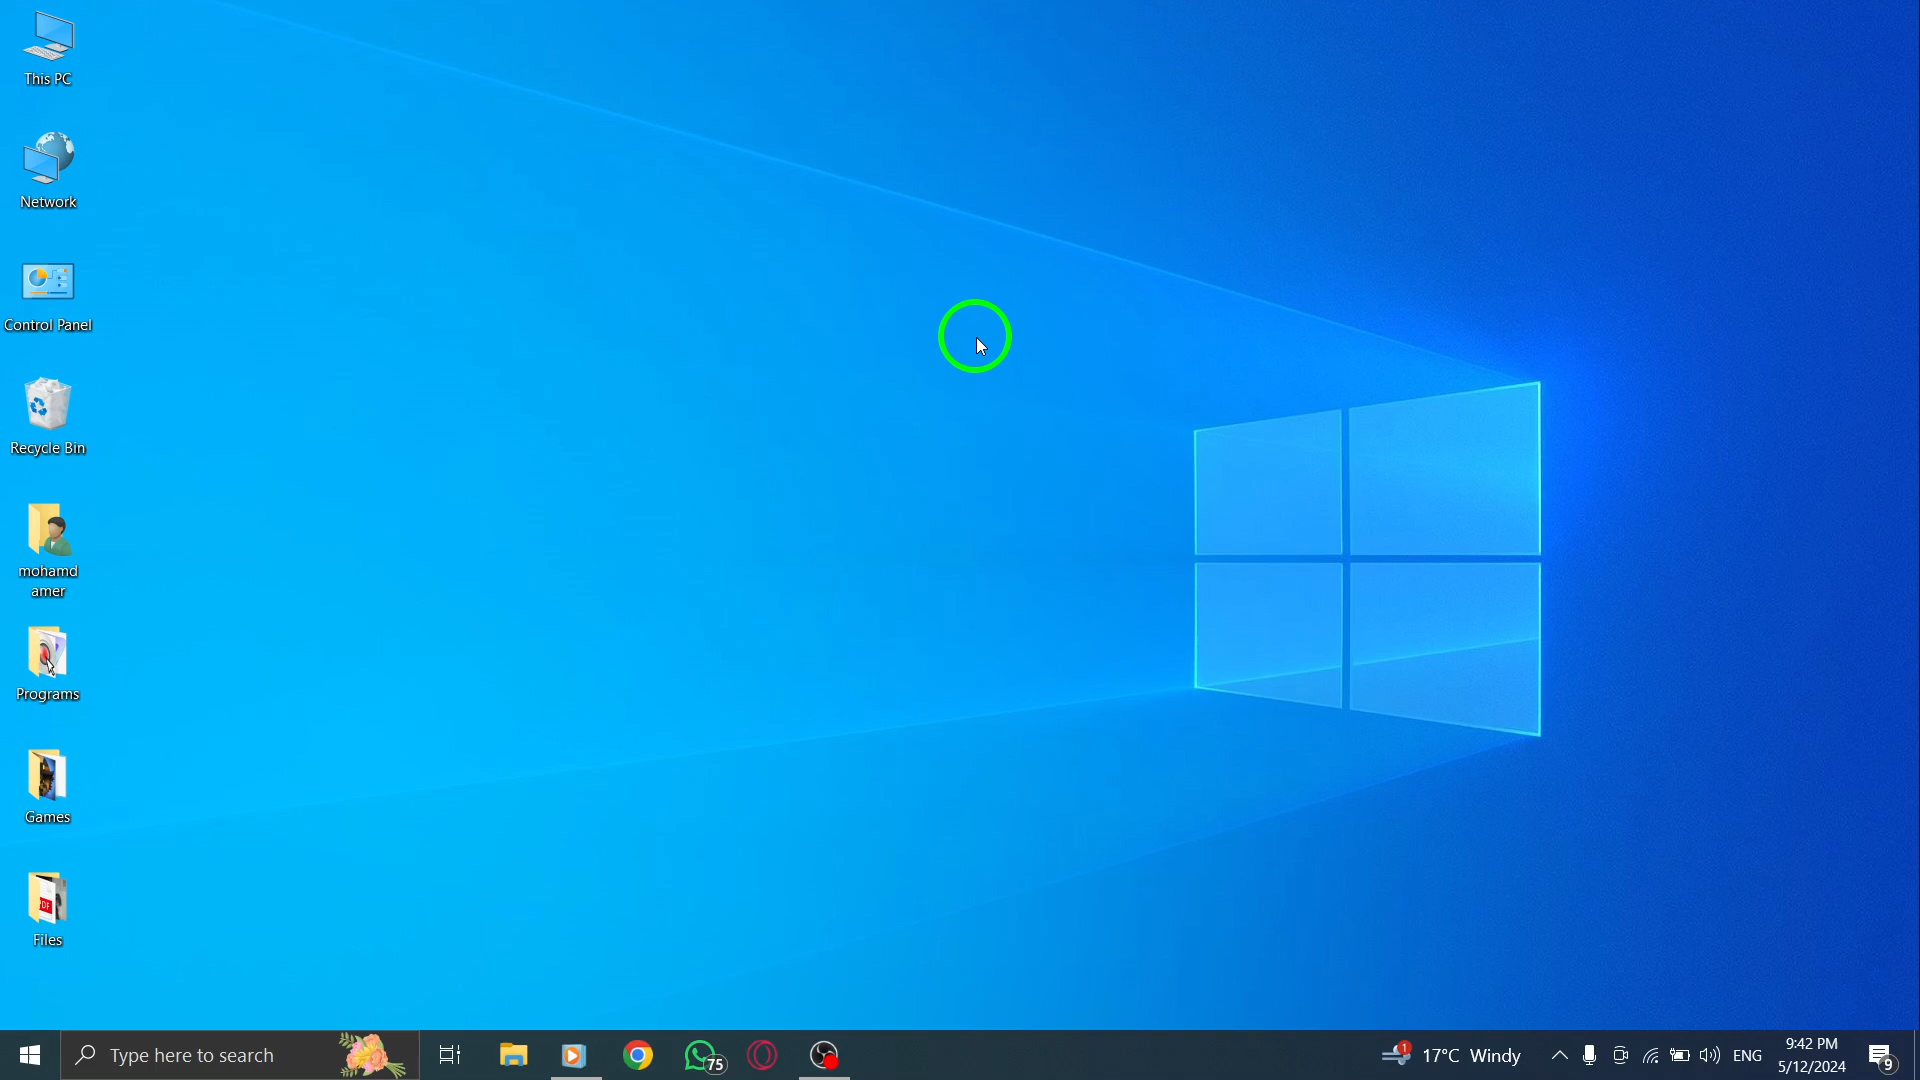 This PC
Network
Control Panel
Recycle Bin
mohamd
amer
Programs
Games
PDF
Files
Type here to search
75
1
17°C Windy
ENG
9:42 PM
5/12/2024
9